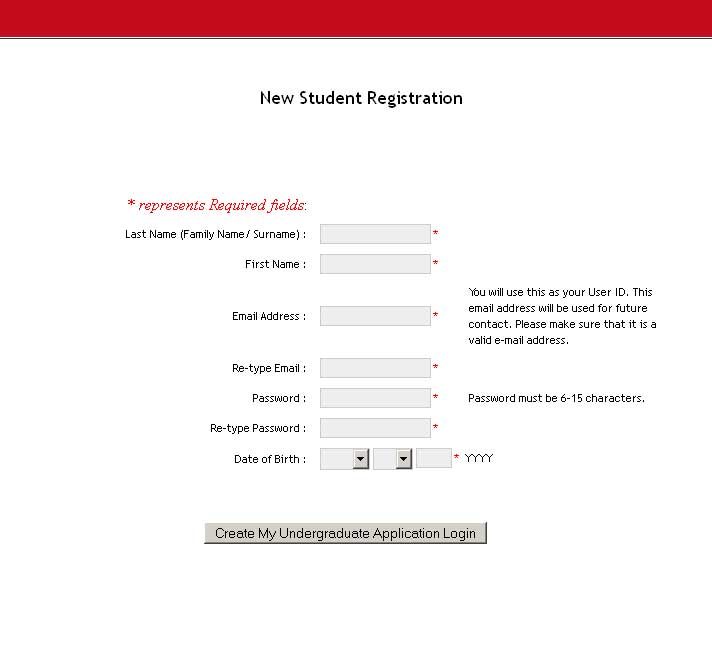 New Student Registration
* represents Required fields:
Last Name (Family Name/ Surname) : *
First Name : *
Email Address : *
You will use this as your User ID. This
email address will be used for future
contact. Please make sure that it is a
valid e-mail address.
Re-type Email : *
Password : * Password must be 6-15 characters.
Re-type Password : *
Date of Birth : * YYYY
Create My Undergraduate Application Login